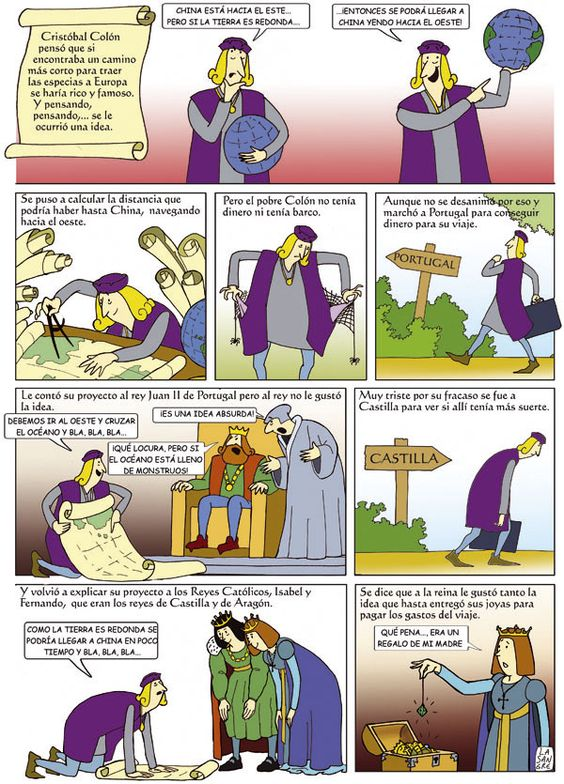 Cristóbal Colón
pensó que si
encontraba un camino
más corto para traer
las especias a Europa
se haría rico y famoso.
Y pensando,
pensando,... se le
ocurrió una idea.
CHINA ESTÁ HACIA EL ESTE...
PERO SI LA TIERRA ES REDONDA...
...¡ENTONCES SE PODRÁ LLEGAR A
CHINA YENDO HACIA EL OESTE!
Se puso a calcular la distancia que
podría haber hasta China, navegando
hacia el oeste.
Pero el pobre Colón no tenía
dinero ni tenía barco.
Aunque no se desanimó por eso y
marchó a Portugal para conseguir
dinero para su viaje.
PORTUGAL
Le contó su proyecto al rey Juan II de Portugal pero al rey no le gustó
la idea.
DEBEMOS IR AL OESTE Y CRUZAR
EL OCÉANO Y BLA, BLA, BLA...
¡QUÉ LOCURA, PERO SI
EL OCÉANO ESTÁ LLENO
DE MONSTRUOS!
¡ES UNA IDEA ABSURDA!
Muy triste por su fracaso se fue a
Castilla para ver si allí tenía más suerte.
CASTILLA
Y volvió a explicar su proyecto a los Reyes Católicos, Isabel y
Fernando, que eran los reyes de Castilla y de Aragón.
COMO LA TIERRA ES REDONDA SE
PODRÍA LLEGAR A CHINA EN POCO
TIEMPO Y BLA, BLA, BLA...
Se dice que a la reina le gustó tanto la
idea que hasta entregó sus joyas para
pagar los gastos del viaje.
QUÉ PENA..., ERA UN
REGALO DE MI MADRE
LA
SAN
GRE